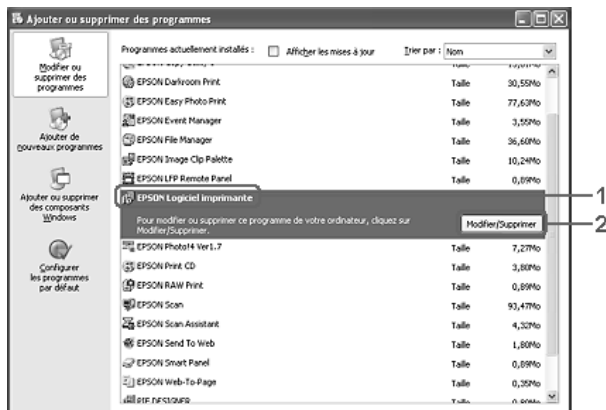 Ajouter ou supprimer des programmes
Modifier ou
supprimer des
programmes
Ajouter de
nouveaux programmes
Ajouter ou supprimer
des composants
Windows
Configurer
les programmes
par défaut
Programmes actuellement installés :
Afficher les mises à jour
Trier par :
Nom
EPSON Darkroom Print Taille 30,55Mo
EPSON Easy Photo Print Taille 77,63Mo
EPSON Event Manager Taille 3,55Mo
EPSON File Manager Taille 36,60Mo
EPSON Image Clip Palette Taille 10,24Mo
EPSON LFP Remote Panel Taille 0,89Mo
EPSON Logiciel imprimante 1
Pour modifier ou supprimer ce programme de votre ordinateur, cliquez sur
Modifier/Supprimer.
Modifier/Supprimer 2
EPSON Photo!4 Ver1.7 Taille 7,27Mo
EPSON Print CD Taille 3,80Mo
EPSON RAW Print Taille 0,89Mo
EPSON Scan Taille 93,47Mo
EPSON Scan Assistant Taille 4,32Mo
EPSON Send To Web Taille 1,80Mo
EPSON Smart Panel Taille 0,89Mo
EPSON Web-To-Page Taille 0,35Mo
PIF DESIGNER Taille